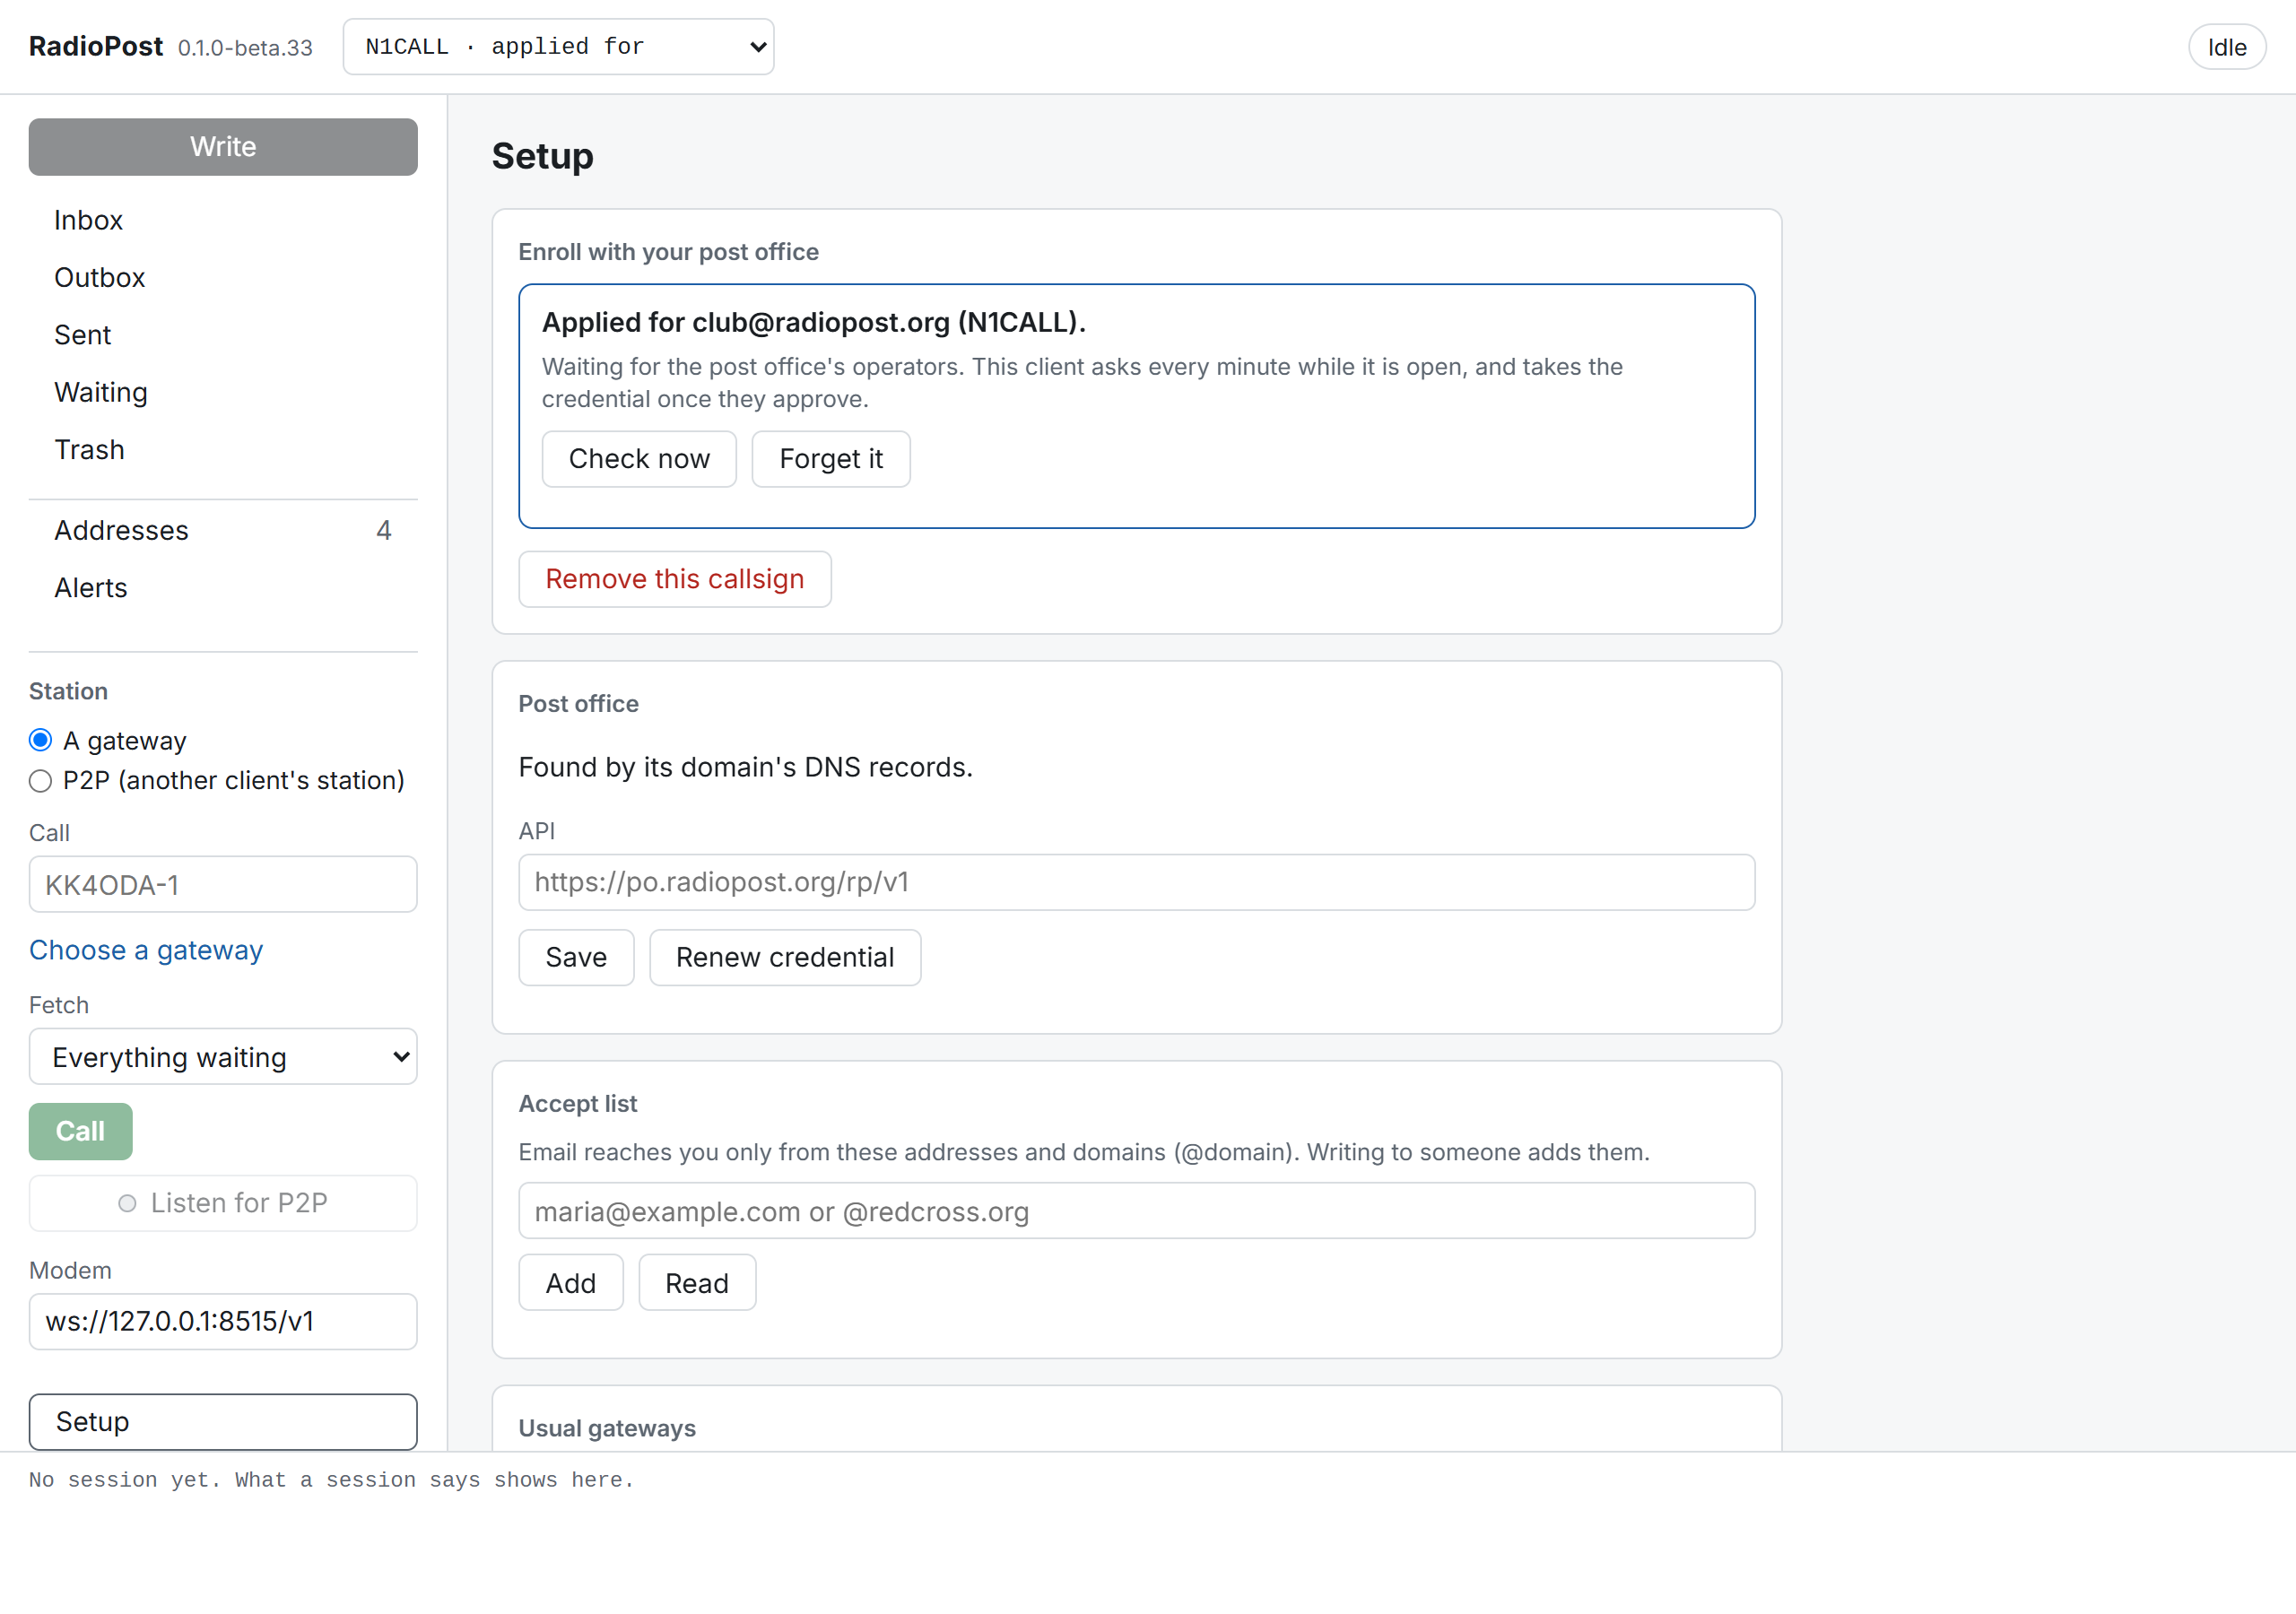 RadioPost 0.1.0-beta.33
N1CALL · applied for
Idle
Write
Inbox
Outbox
Sent
Waiting
Trash
Addresses 4
Alerts
Station
A gateway
P2P (another client's station)
Call
KK4ODA-1
Choose a gateway
Fetch
Everything waiting
Call
Listen for P2P
Modem
ws://127.0.0.1:8515/v1
Setup
Setup
Enroll with your post office
Applied for club@radiopost.org (N1CALL).
Waiting for the post office's operators. This client asks every minute while it is open, and takes the
credential once they approve.
Check now
Forget it
Remove this callsign
Post office
Found by its domain's DNS records.
API
https://po.radiopost.org/rp/v1
Save
Renew credential
Accept list
Email reaches you only from these addresses and domains (@domain). Writing to someone adds them.
maria@example.com or @redcross.org
Add
Read
Usual gateways
No session yet. What a session says shows here.